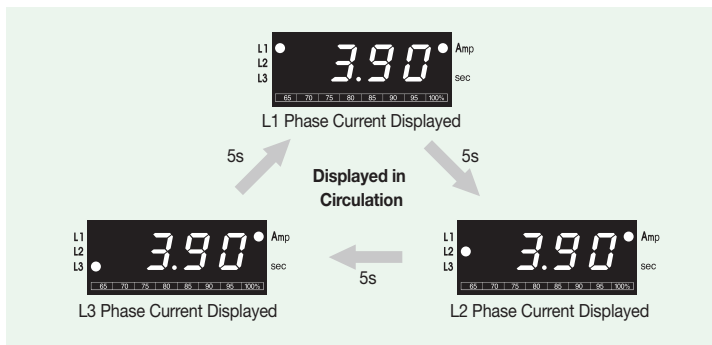 L1 3.90 Amp
L2
L3 sec
65 70 75 80 85 90 95 100%
L1 Phase Current Displayed
5s 5s
Displayed in
Circulation
L1 3.90 Amp
L2
L3 sec
65 70 75 80 85 90 95 100%
L3 Phase Current Displayed
5s
L1 3.90 Amp
L2
L3 sec
65 70 75 80 85 90 95 100%
L2 Phase Current Displayed